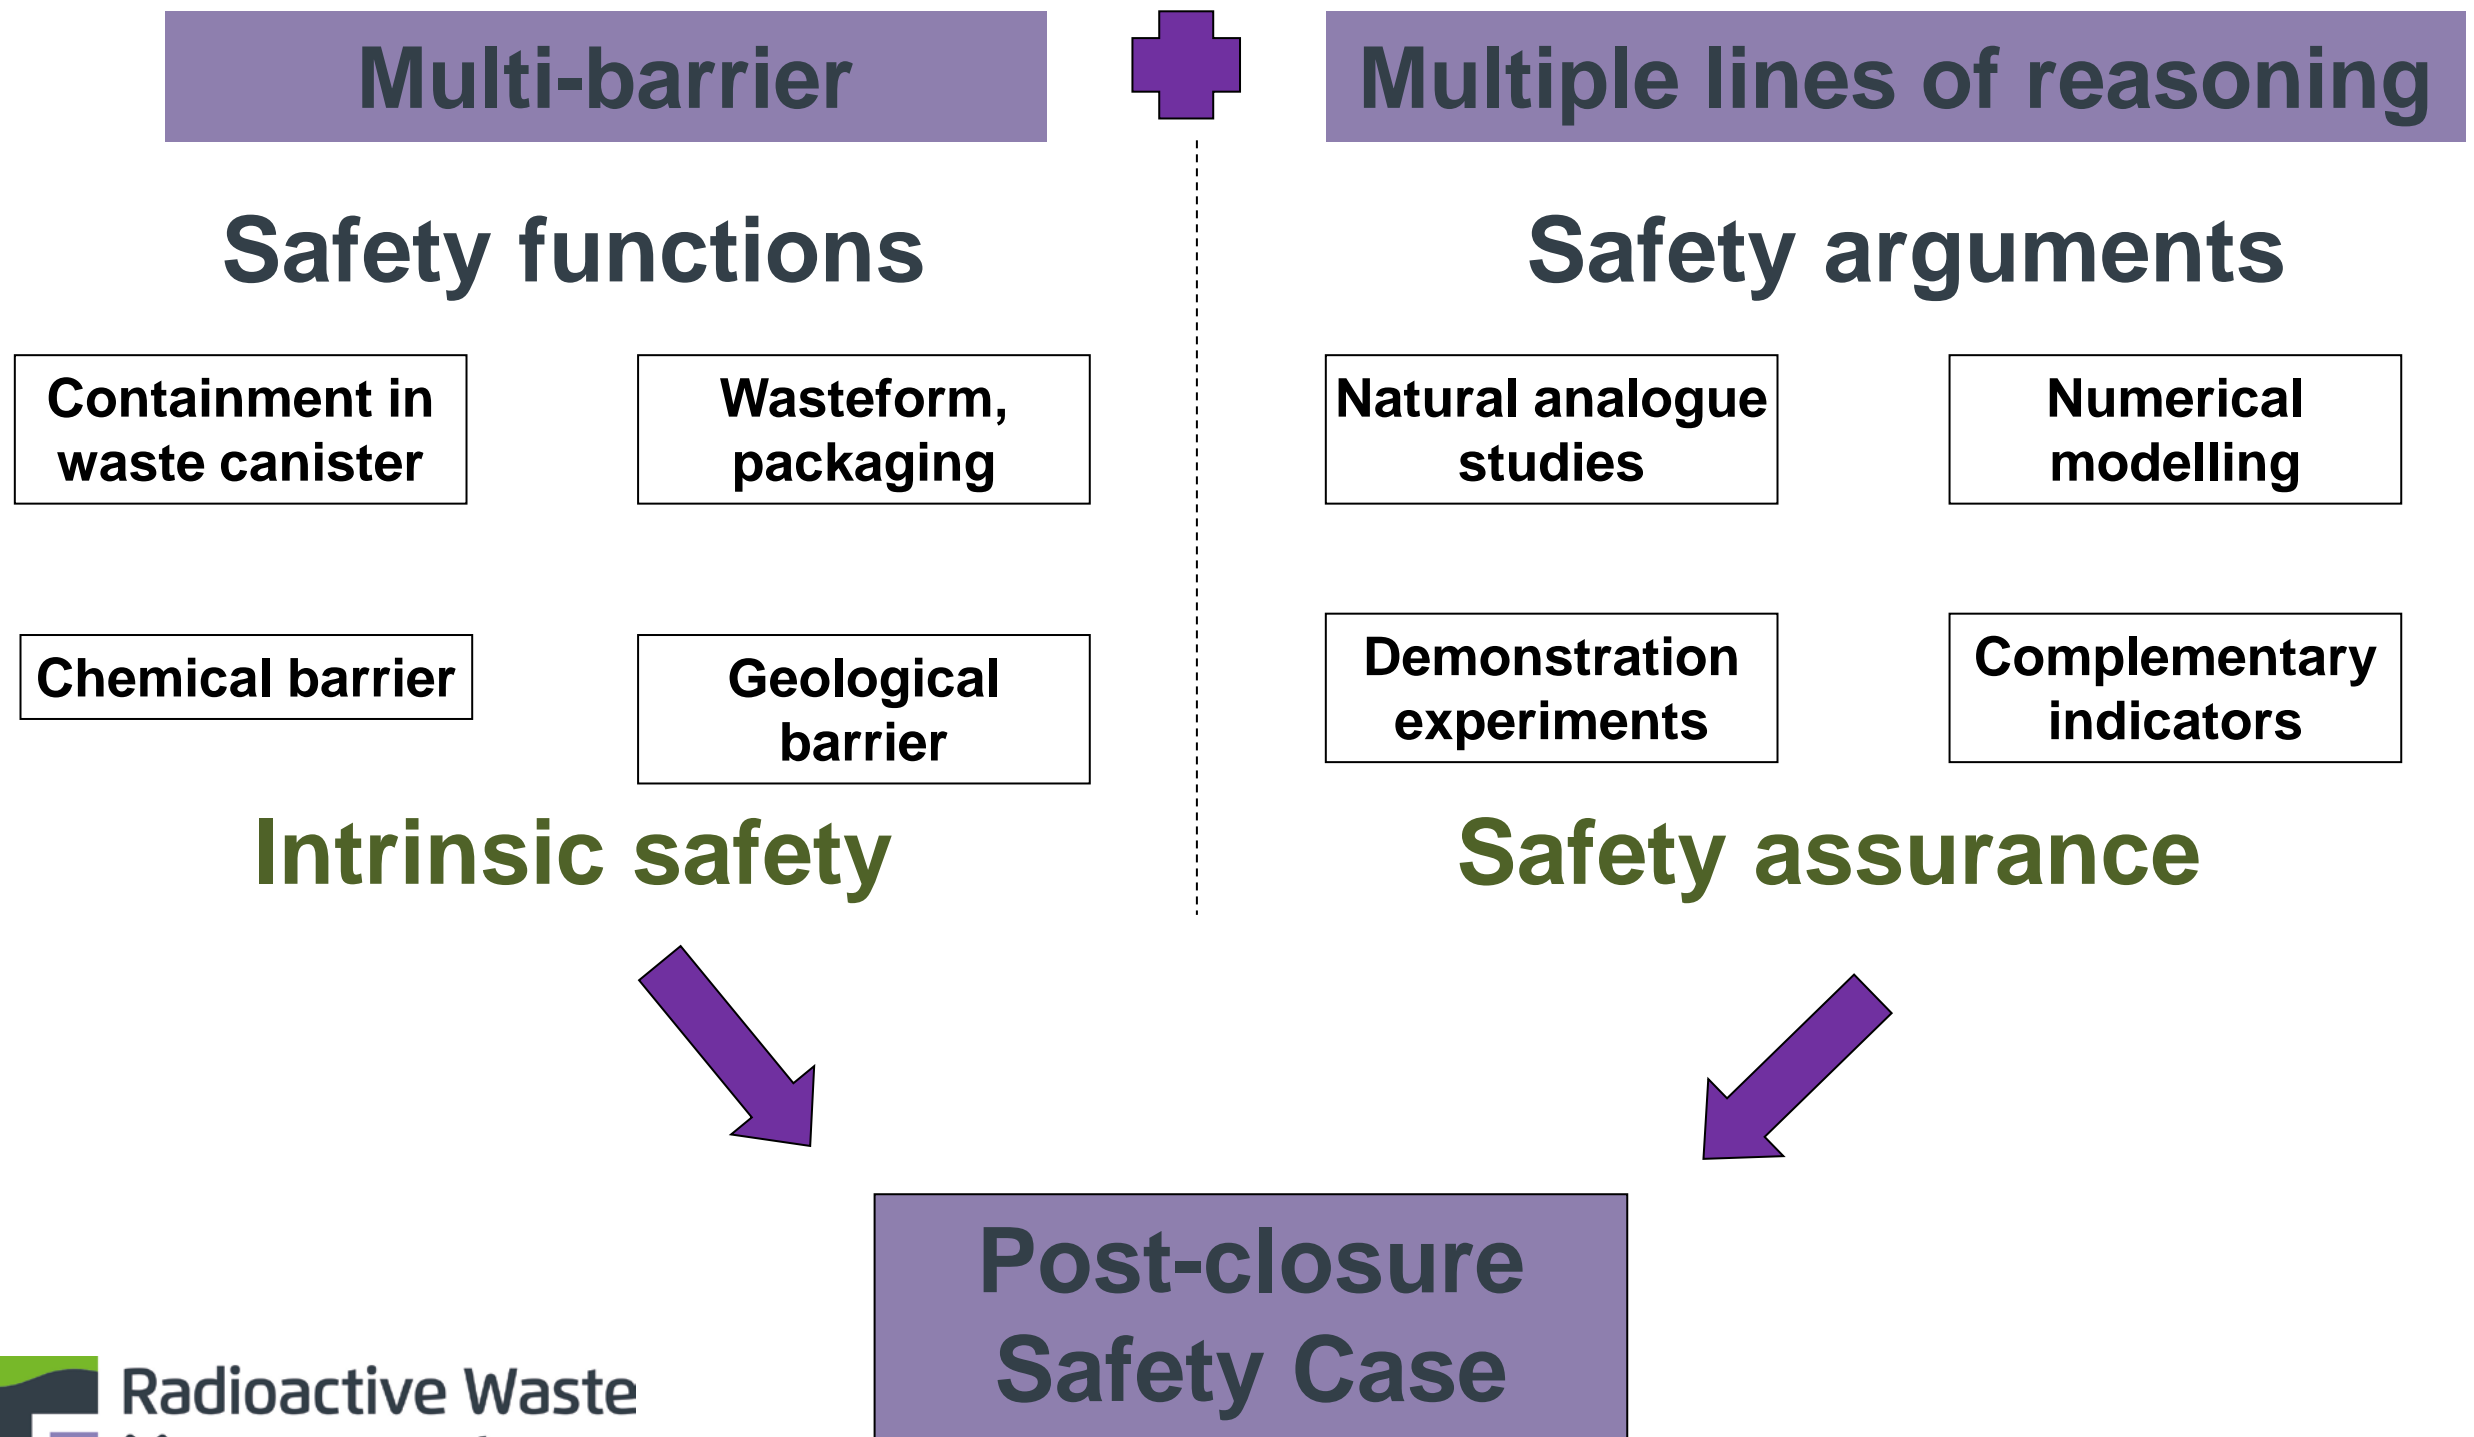 Multi-barrier
Multiple lines of reasoning
Safety functions
Safety arguments
Containment in
waste canister
Wasteform,
packaging
Natural analogue
studies
Numerical
modelling
Chemical barrier
Geological
barrier
Demonstration
experiments
Complementary
indicators
Intrinsic safety
Safety assurance
Post-closure
Safety Case
Radioactive Waste